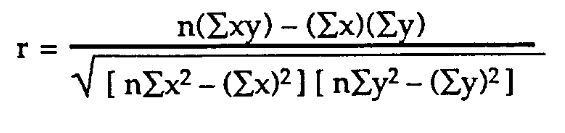 r = n(∑xy) – (∑x)(∑y)
√[ n∑x² – (∑x)² ] [ n∑y² – (∑y)² ]